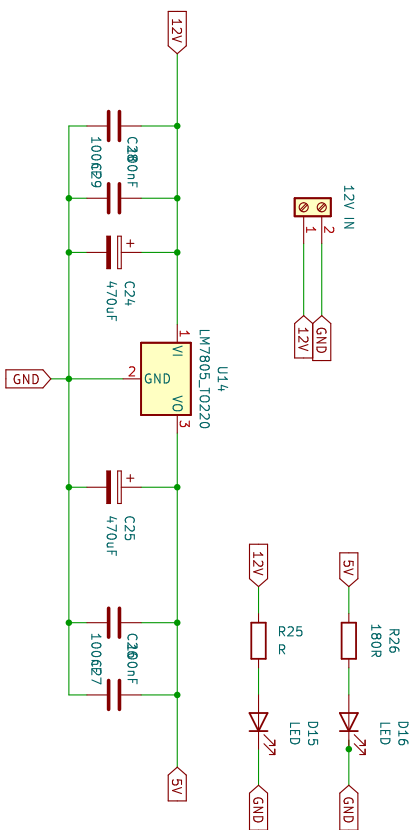 12V
C28
100nF
100nF
C29
C24
470uF
1
VI
2
GND
VO
3
U14
LM7805_TO220
GND
C25
470uF
C26
100nF
100nF
C27
5V
12V IN
1
2
12V
GND
12V
R25
R
D15
LED
GND
5V
R26
180R
D16
LED
GND